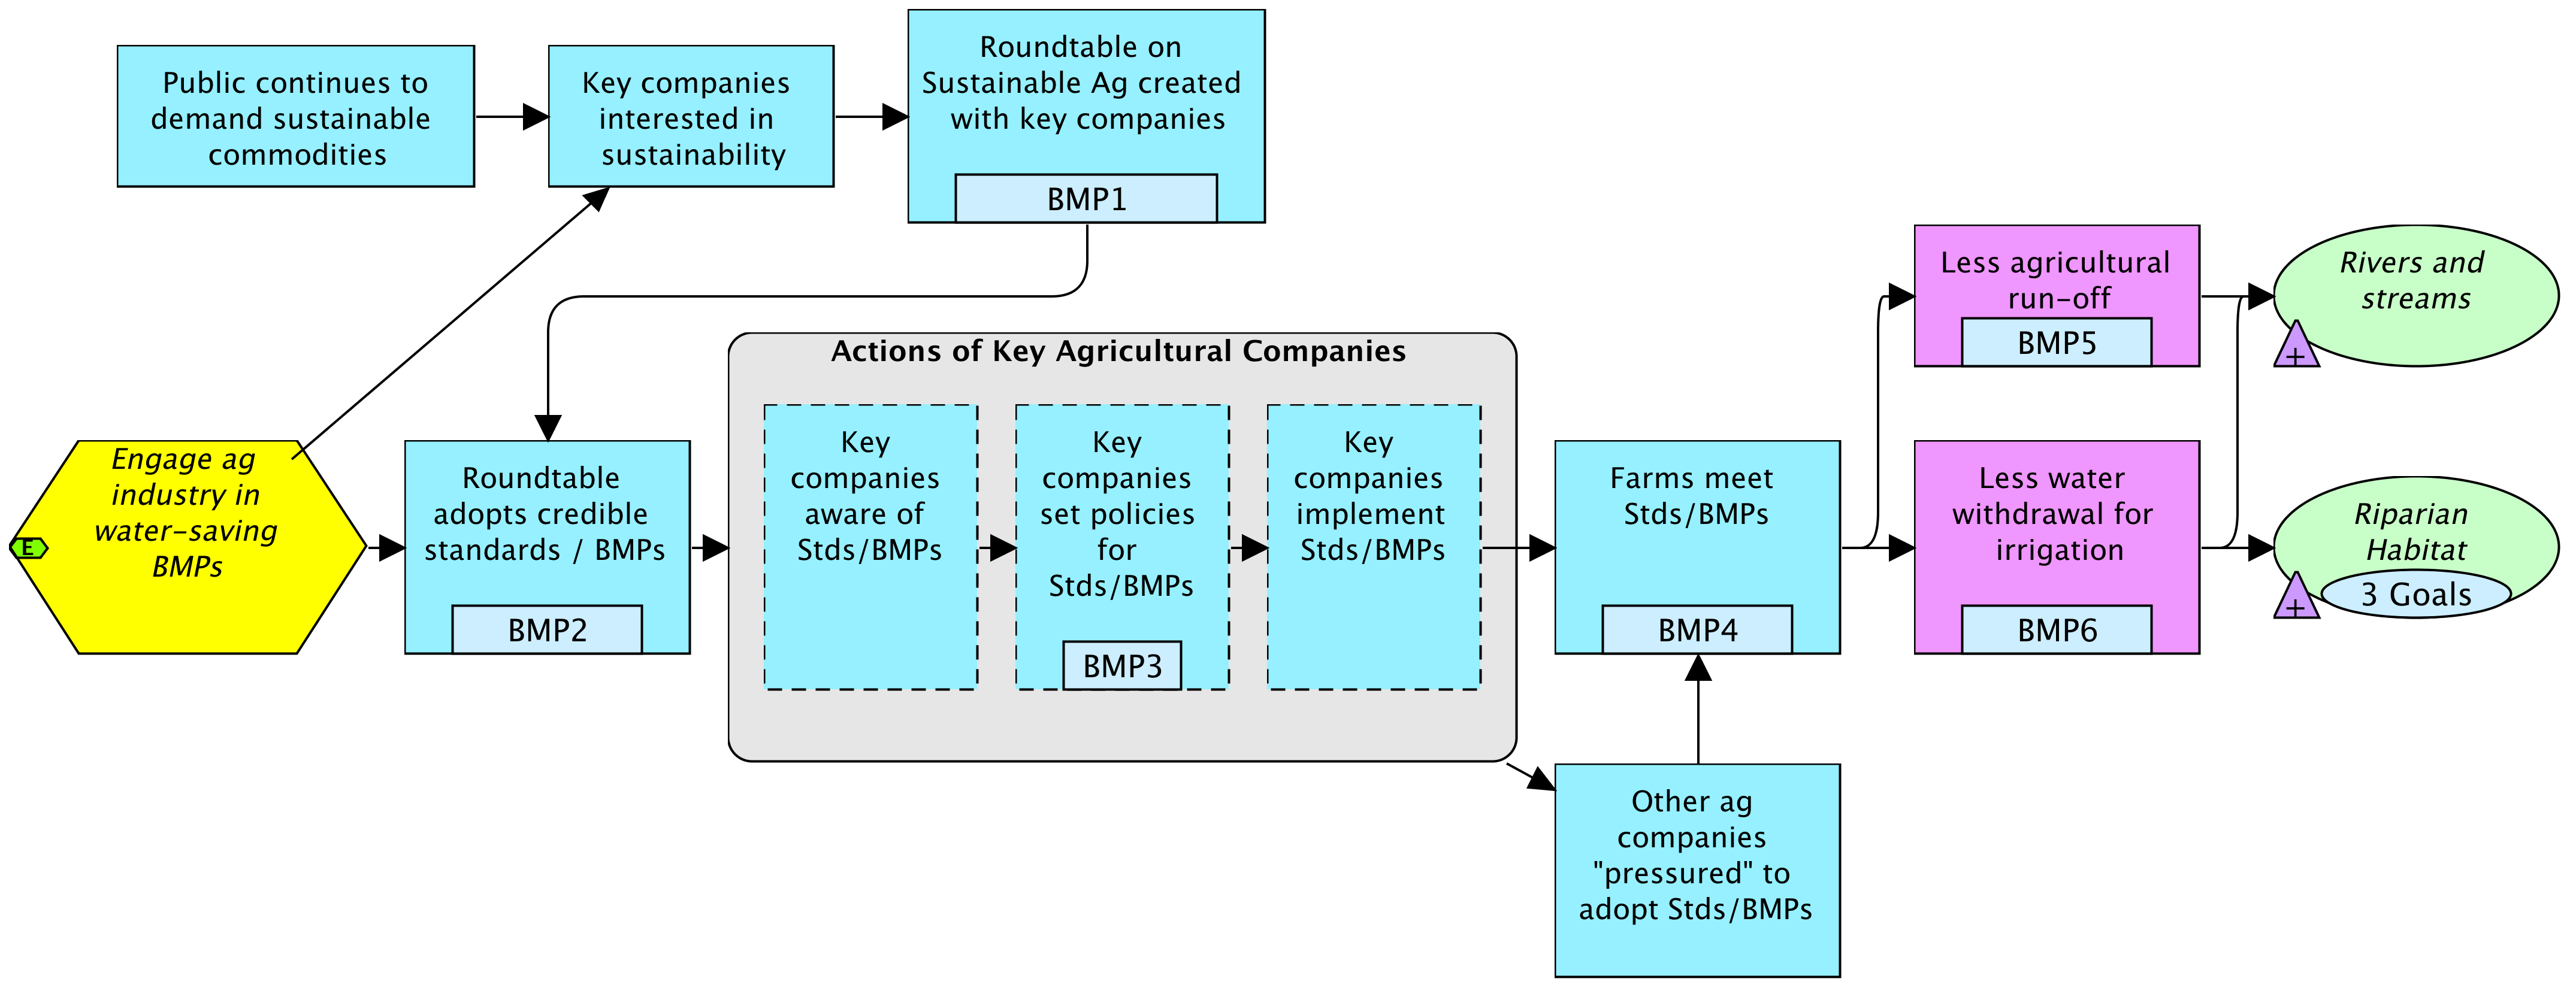 Public continues to
demand sustainable
commodities
Key companies
interested in
sustainability
Roundtable on
Sustainable Ag created
with key companies
BMP1
Engage ag
industry in
water-saving
BMPs
E
Roundtable
adopts credible
standards / BMPs
BMP2
Actions of Key Agricultural Companies
Key
companies
aware of
Stds/BMPs
Key
companies
set policies
for
Stds/BMPs
BMP3
Key
companies
implement
Stds/BMPs
Farms meet
Stds/BMPs
BMP4
Other ag
companies
"pressured" to
adopt Stds/BMPs
Less agricultural
run-off
BMP5
Less water
withdrawal for
irrigation
BMP6
Rivers and
streams
+
Riparian
Habitat
3 Goals
+